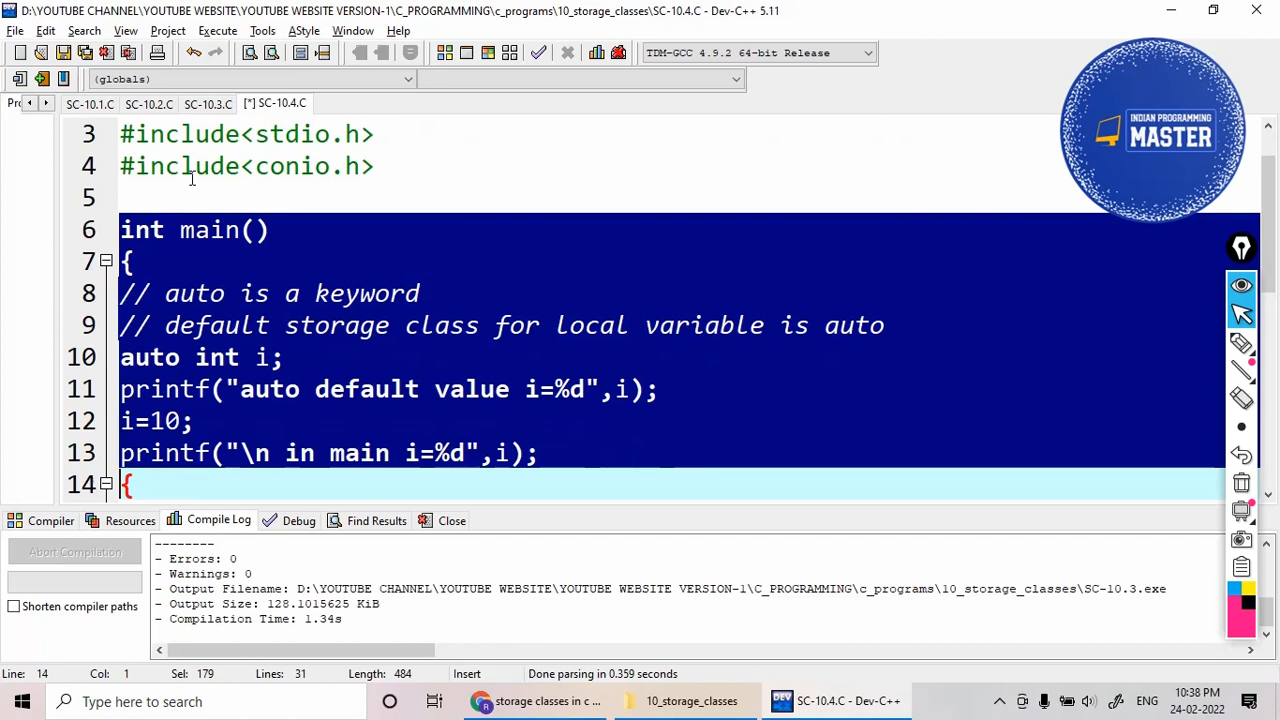 D:\YOUTUBE CHANNEL\YOUTUBE WEBSITE\YOUTUBE WEBSITE VERSION-1\C_PROGRAMMING\c_programs\10_storage_classes\SC-10.4.C - Dev-C++ 5.11
File Edit Search View Project Execute Tools AStyle Window Help
TDM-GCC 4.9.2 64-bit Release
(globals)
Pr SC-10.1.C SC-10.2.C SC-10.3.C [*] SC-10.4.C
INDIAN PROGRAMMING
MASTER
3 #include<stdio.h>
4 #include<conio.h>
5
6 int main()
7 {
8 // auto is a keyword
9 // default storage class for local variable is auto
10 auto int i;
11 printf("auto default value i=%d",i);
12 i=10;
13 printf("\n in main i=%d",i);
14 {
Compiler Resources Compile Log Debug Find Results Close
Abort Compilation
Shorten compiler paths
--------
- Errors: 0
- Warnings: 0
- Output Filename: D:\YOUTUBE CHANNEL\YOUTUBE WEBSITE\YOUTUBE WEBSITE VERSION-1\C_PROGRAMMING\c_programs\10_storage_classes\SC-10.3.exe
- Output Size: 128.1015625 KiB
- Compilation Time: 1.34s
Line: 14 Col: 1 Sel: 179 Lines: 31 Length: 484 Insert Done parsing in 0.359 seconds
Type here to search
storage classes in c ...
10_storage_classes
DEV SC-10.4.C - Dev-C++
ENG
10:38 PM
24-02-2022